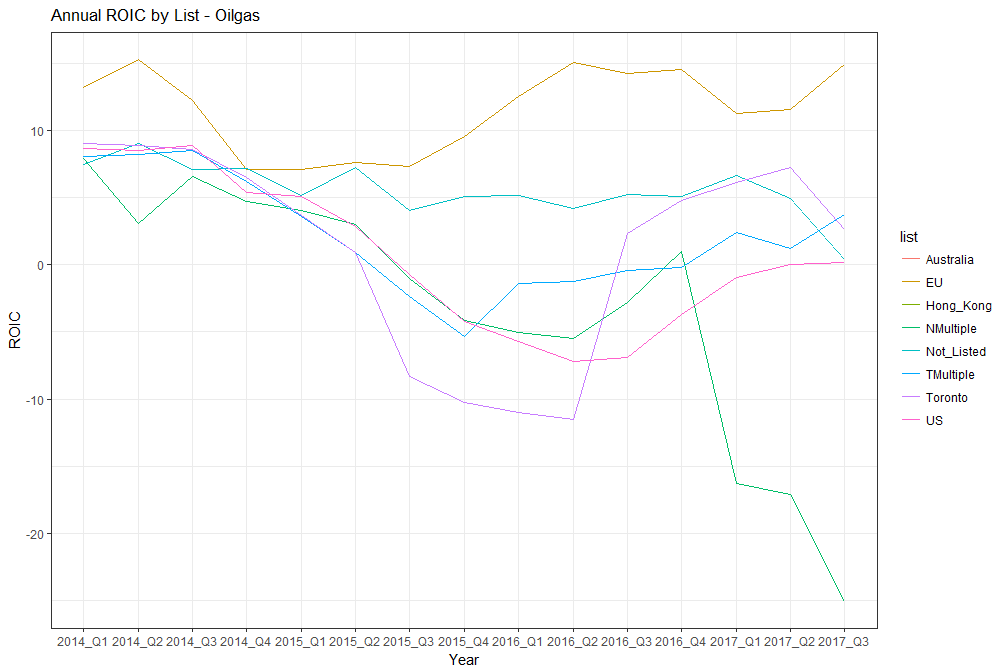 Annual ROIC by List - Oilgas
10
0
-10
-20
ROIC
2014_Q1 2014_Q2 2014_Q3 2014_Q4 2015_Q1 2015_Q2 2015_Q3 2015_Q4 2016_Q1 2016_Q2 2016_Q3 2016_Q4 2017_Q1 2017_Q2 2017_Q3
Year
list
Australia
EU
Hong_Kong
NMultiple
Not_Listed
TMultiple
Toronto
US